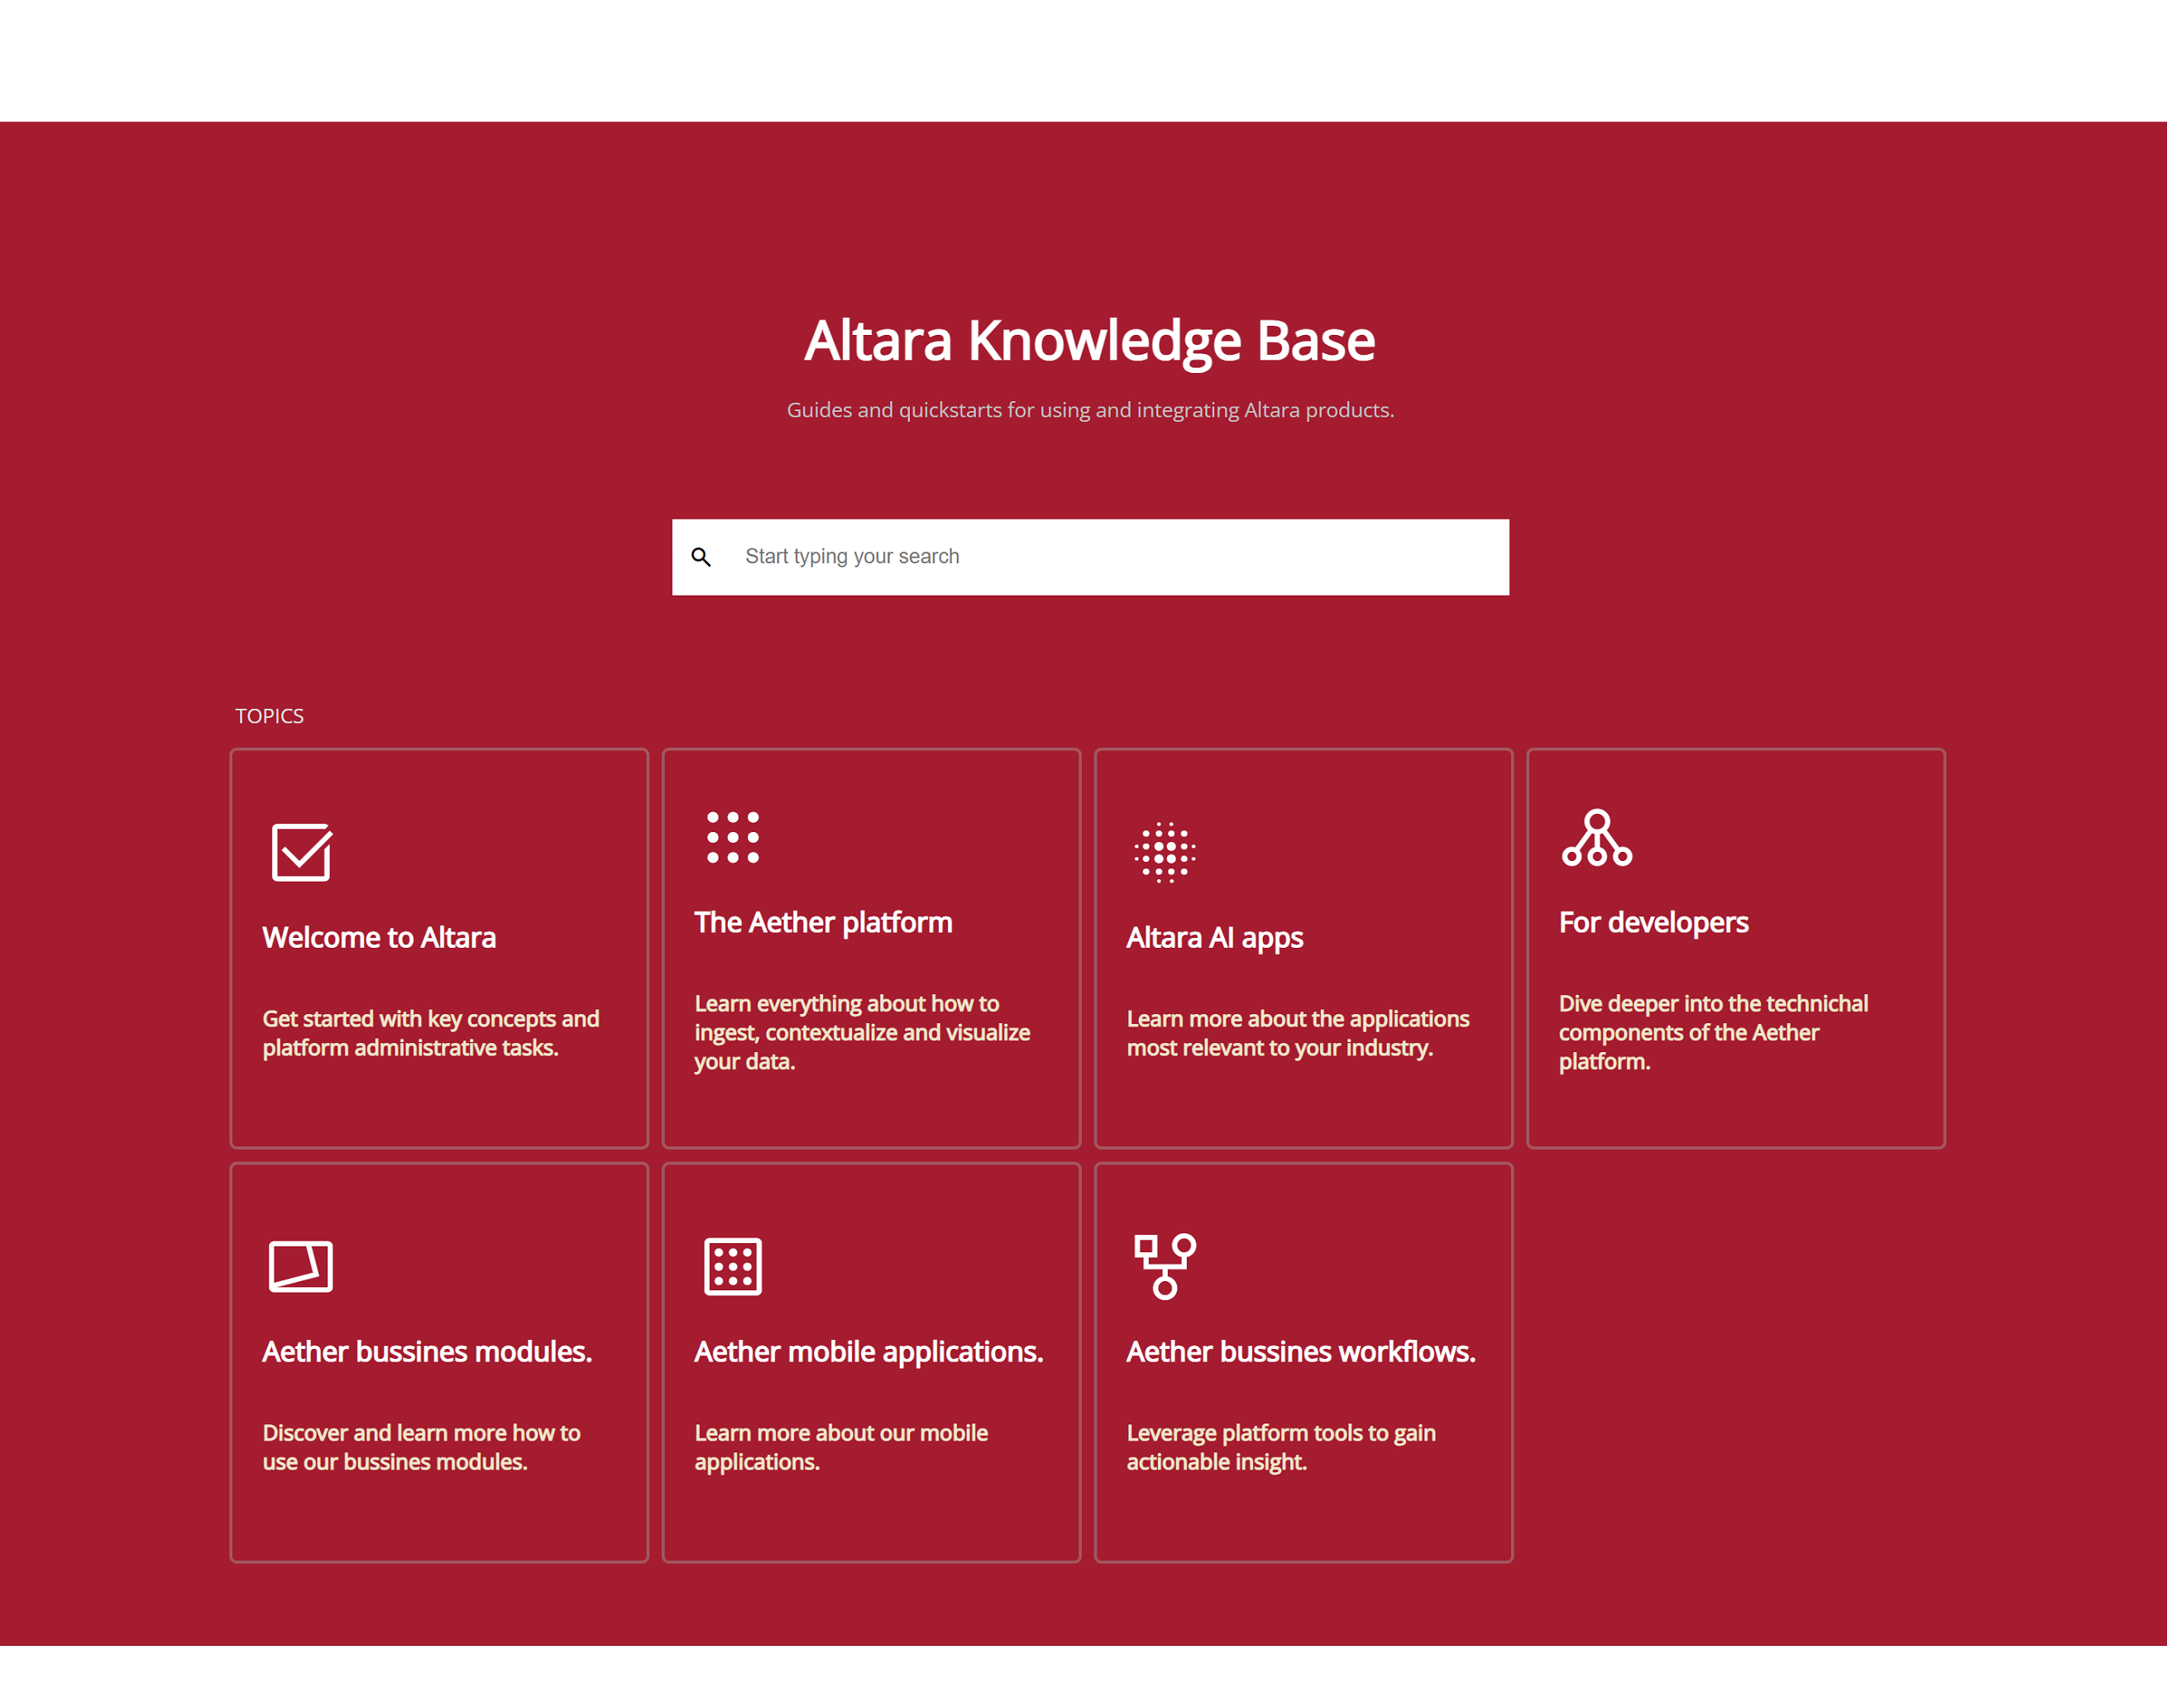 Altara Knowledge Base
Guides and quickstarts for using and integrating Altara products.
Start typing your search
TOPICS
Welcome to Altara
Get started with key concepts and
platform administrative tasks.
The Aether platform
Learn everything about how to
ingest, contextualize and visualize
your data.
Altara AI apps
Learn more about the applications
most relevant to your industry.
For developers
Dive deeper into the technichal
components of the Aether
platform.
Aether bussines modules.
Discover and learn more how to
use our bussines modules.
Aether mobile applications.
Learn more about our mobile
applications.
Aether bussines workflows.
Leverage platform tools to gain
actionable insight.